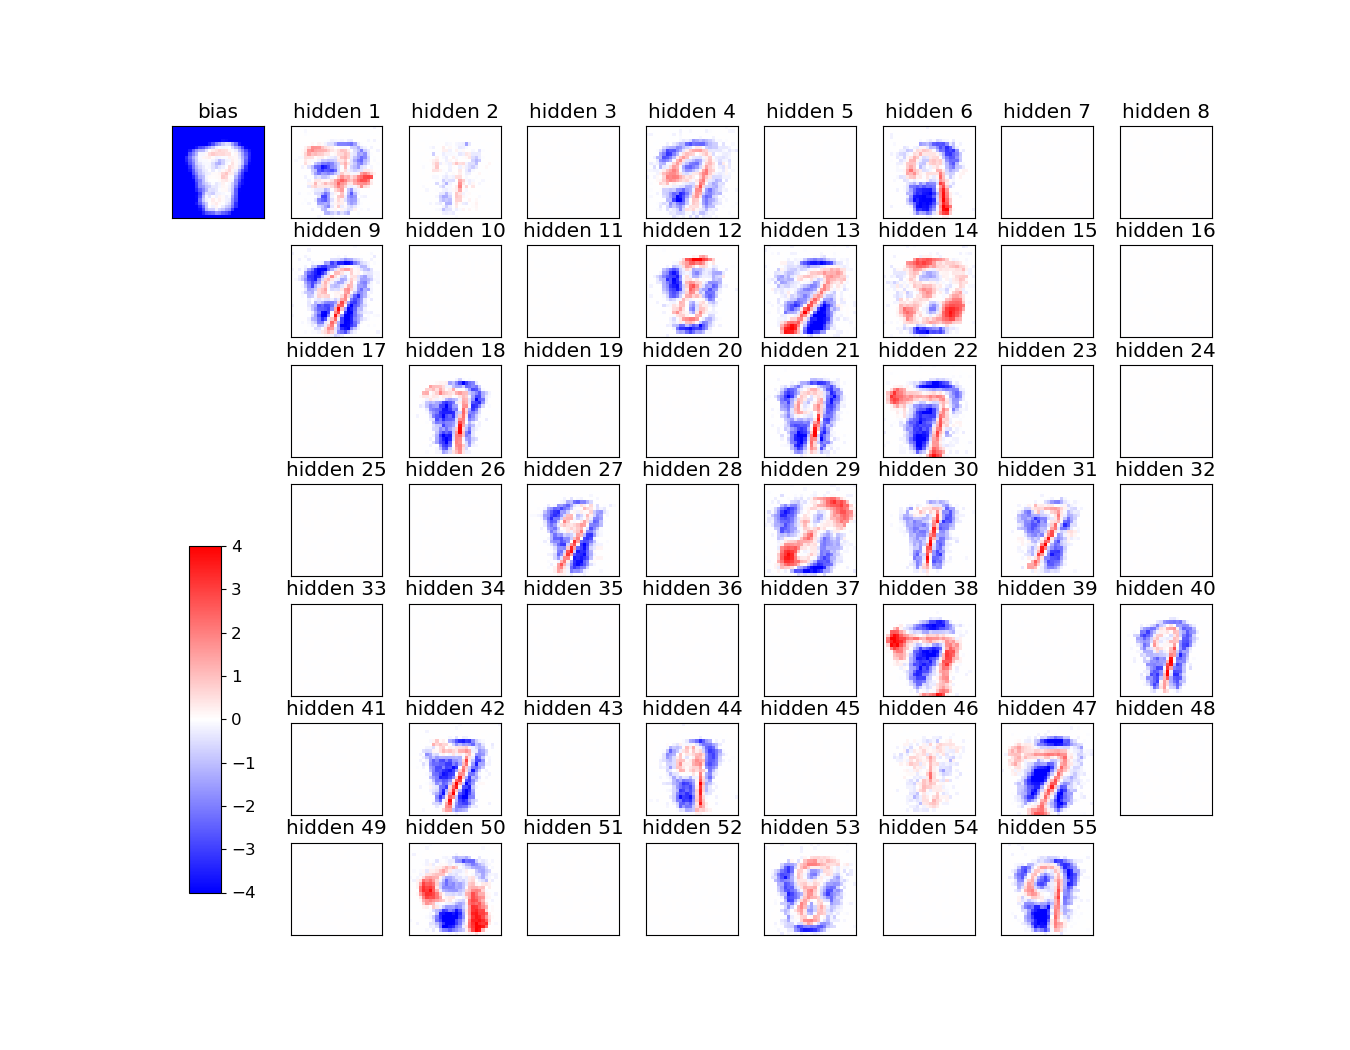 bias hidden 1 hidden 2 hidden 3 hidden 4 hidden 5 hidden 6 hidden 7 hidden 8
hidden 9 hidden 10 hidden 11 hidden 12 hidden 13 hidden 14 hidden 15 hidden 16
hidden 17 hidden 18 hidden 19 hidden 20 hidden 21 hidden 22 hidden 23 hidden 24
hidden 25 hidden 26 hidden 27 hidden 28 hidden 29 hidden 30 hidden 31 hidden 32
hidden 33 hidden 34 hidden 35 hidden 36 hidden 37 hidden 38 hidden 39 hidden 40
hidden 41 hidden 42 hidden 43 hidden 44 hidden 45 hidden 46 hidden 47 hidden 48
hidden 49 hidden 50 hidden 51 hidden 52 hidden 53 hidden 54 hidden 55
4
3
2
1
0
−1
−2
−3
−4